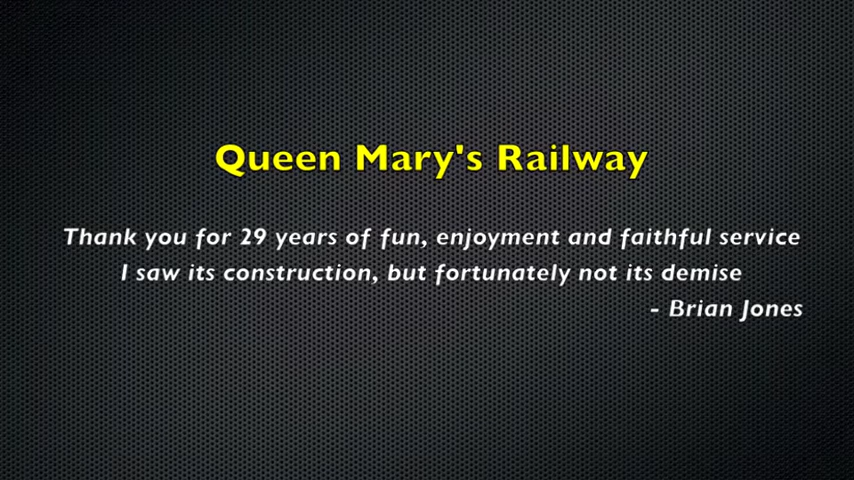 Queen Mary's Railway
Thank you for 29 years of fun, enjoyment and faithful service
I saw its construction, but fortunately not its demise
- Brian Jones